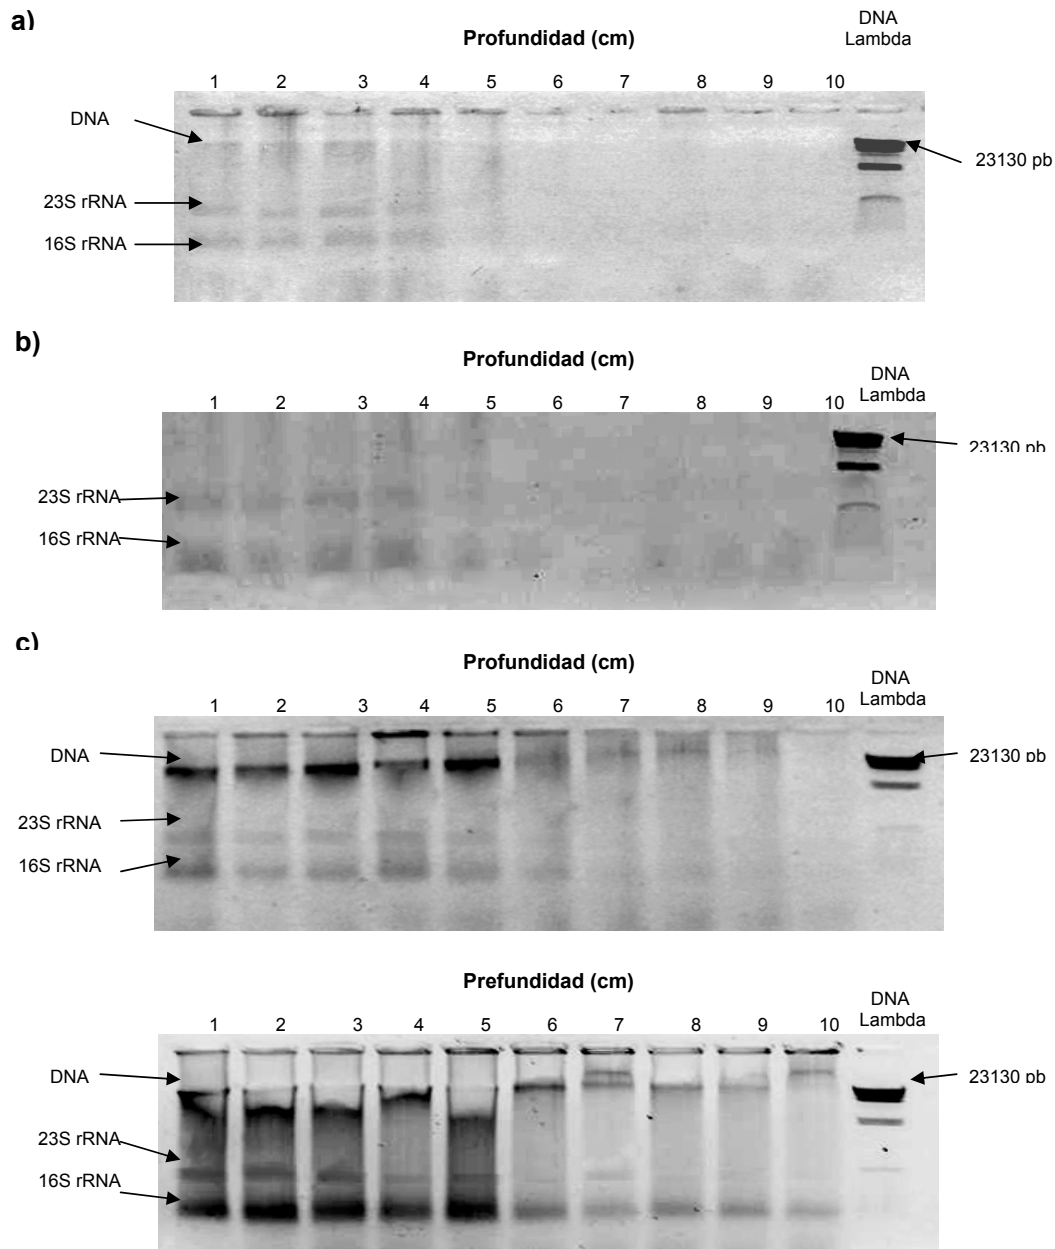 a)
DNA
Lambda
Profundidad (cm)
1 2 3 4 5 6 7 8 9 10
DNA
23130 pb
23S rRNA
16S rRNA
b)
Profundidad (cm)
DNA
Lambda
1 2 3 4 5 6 7 8 9 10
23130 pb
23S rRNA
16S rRNA
c)
Profundidad (cm)
DNA
Lambda
1 2 3 4 5 6 7 8 9 10
DNA
23130 pb
23S rRNA
16S rRNA
Prefundidad (cm)
DNA
Lambda
1 2 3 4 5 6 7 8 9 10
DNA
23130 pb
23S rRNA
16S rRNA